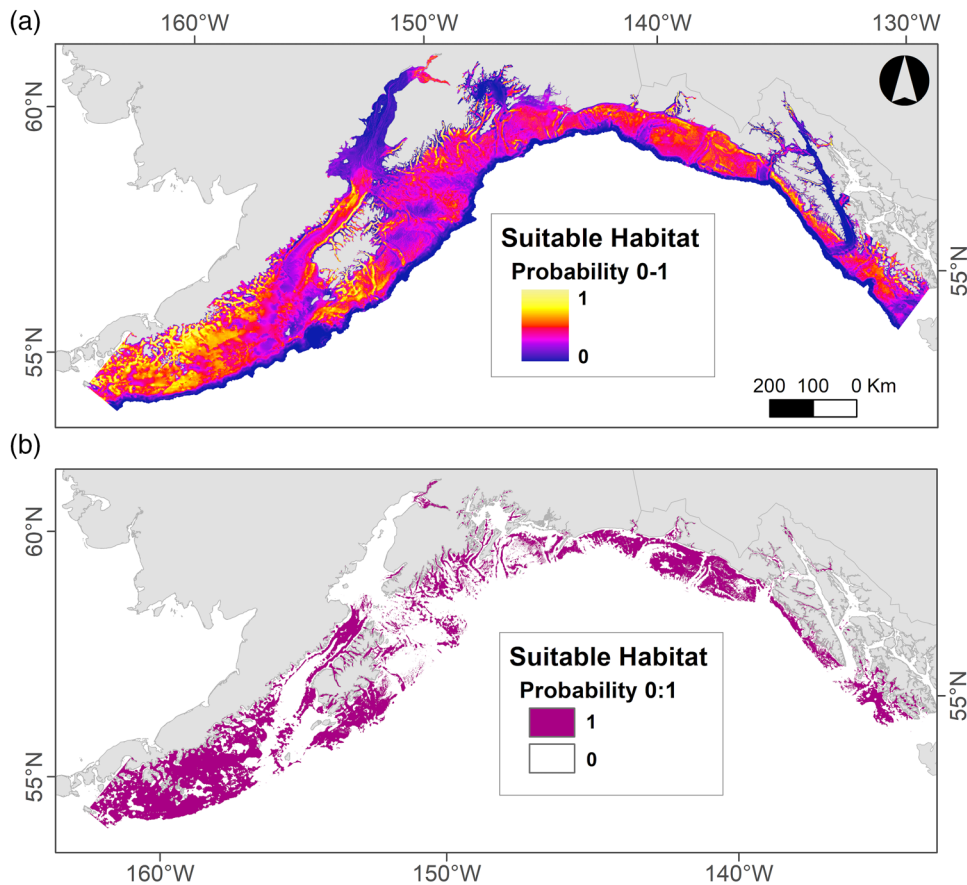 (a)
160°W 150°W 140°W 130°W
60°N
55°N
55°N
Suitable Habitat
Probability 0-1
1
0
200 100 0 Km
(b)
60°N
55°N
55°N
Suitable Habitat
Probability 0:1
1
0
160°W 150°W 140°W